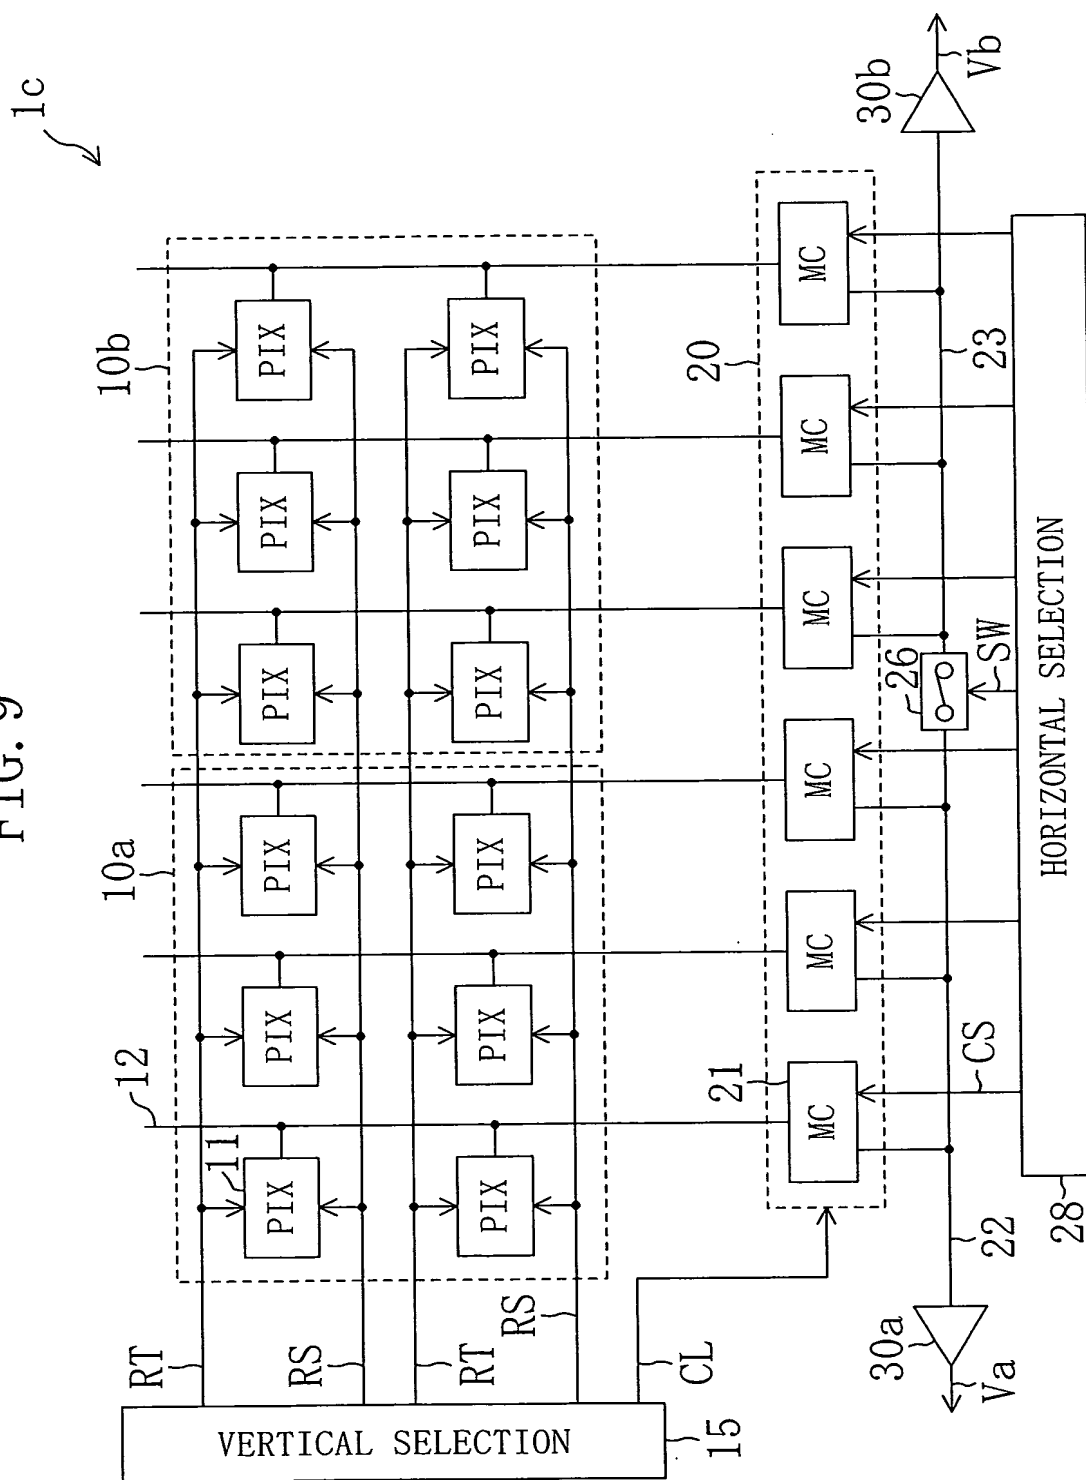 FIG. 9
1c
10a
10b
12
RT
11
PIX
PIX
PIX
PIX
PIX
PIX
RS
VERTICAL SELECTION
RT
PIX
PIX
PIX
PIX
PIX
PIX
RS
CL
15
20
21
MC
MC
MC
MC
MC
MC
30a
26
30b
Va
22
CS
SW
23
Vb
HORIZONTAL SELECTION
28